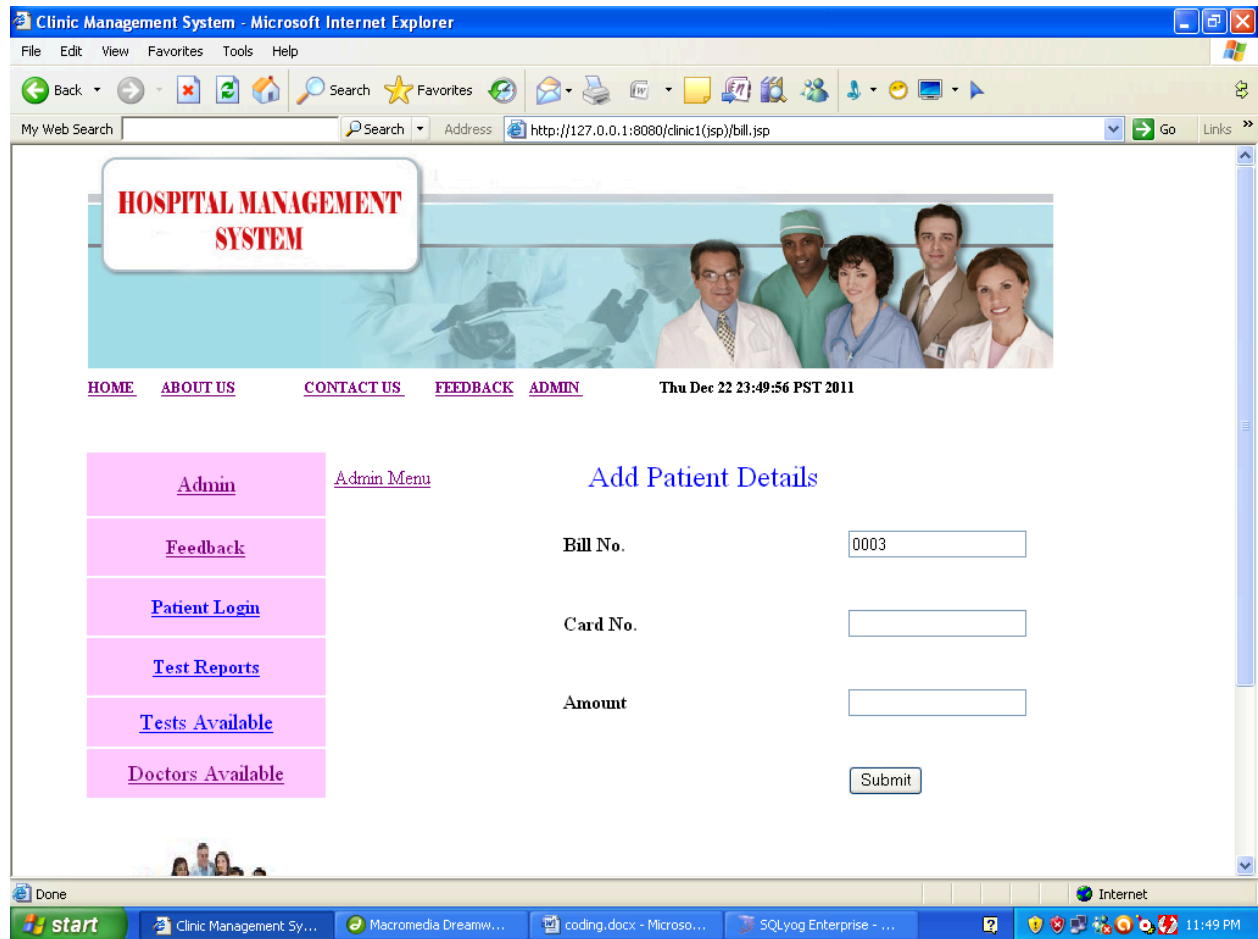 Clinic Management System - Microsoft Internet Explorer
File Edit View Favorites Tools Help
Back Search Favorites
My Web Search Search Address http://127.0.0.1:8080/clinic1(jsp)/bill.jsp Go Links »
HOSPITAL MANAGEMENT
SYSTEM
HOME ABOUT US CONTACT US FEEDBACK ADMIN Thu Dec 22 23:49:56 PST 2011
Admin
Feedback
Patient Login
Test Reports
Tests Available
Doctors Available
Admin Menu
Add Patient Details
Bill No. 0003
Card No.
Amount
Submit
Done Internet
start Clinic Management Sy... Macromedia Dreamw... coding.docx - Microso... SQLyog Enterprise - ... 11:49 PM